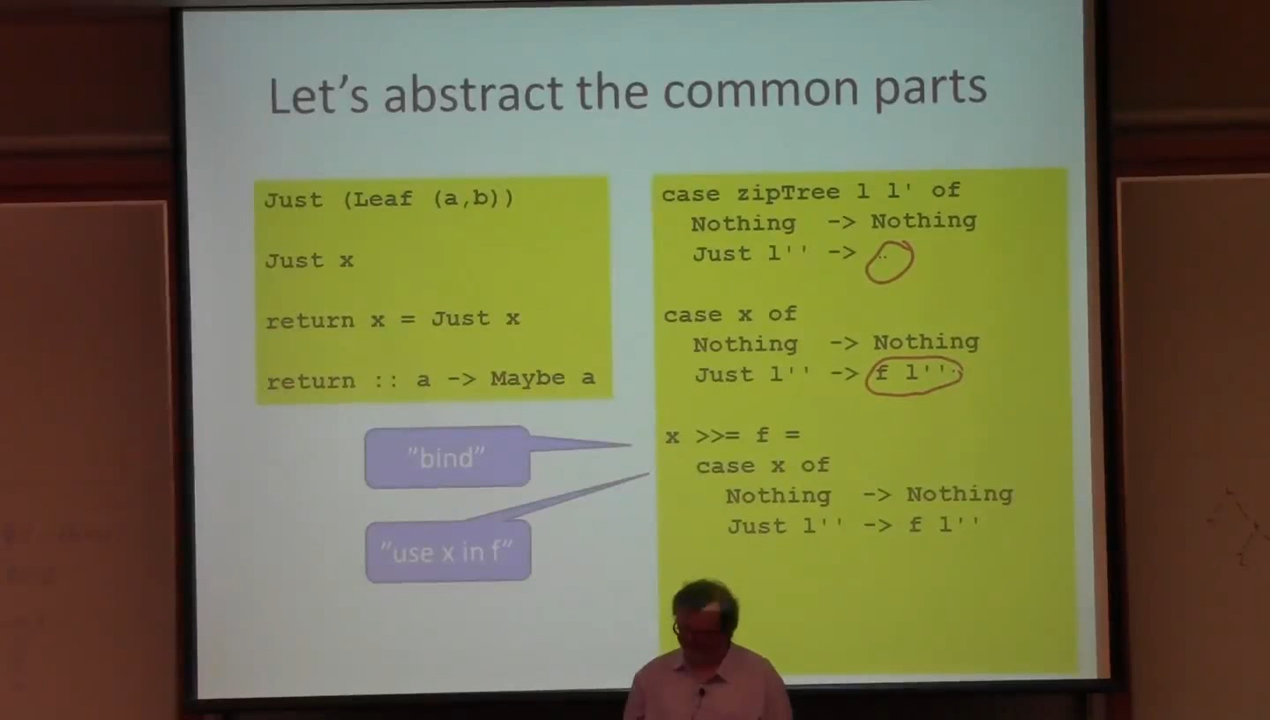 Let's abstract the common parts
Just (Leaf (a,b))
Just x
return x = Just x
return :: a -> Maybe a
"bind"
"use x in f"
case zipTree l l' of
Nothing -> Nothing
Just l'' -> ..
case x of
Nothing -> Nothing
Just l'' -> f l''
x >>= f =
case x of
Nothing -> Nothing
Just l'' -> f l''